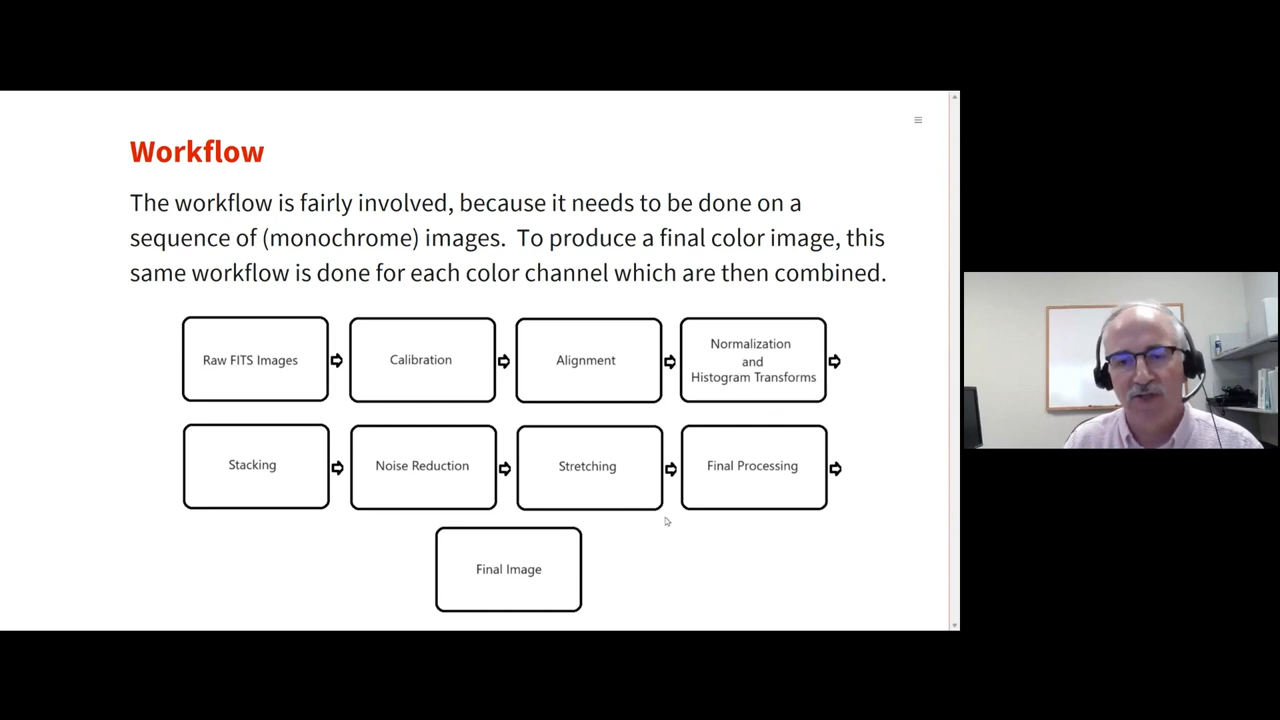 Workflow
The workflow is fairly involved, because it needs to be done on a
sequence of (monochrome) images.  To produce a final color image, this
same workflow is done for each color channel which are then combined.
Raw FITS Images
Calibration
Alignment
Normalization
and
Histogram Transforms
Stacking
Noise Reduction
Stretching
Final Processing
Final Image